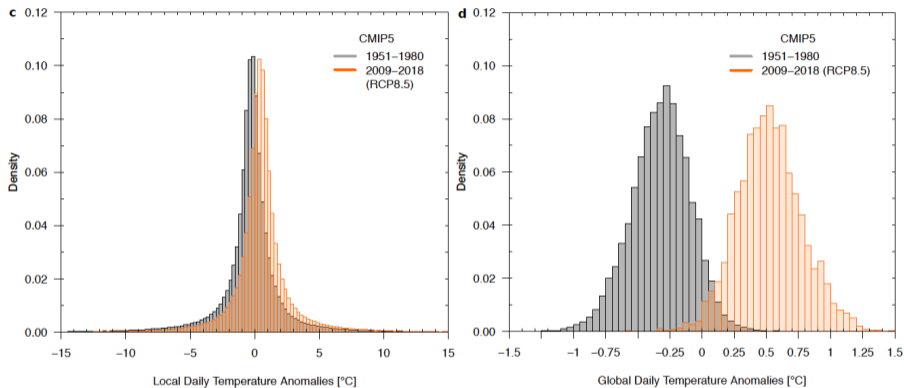 c
CMIP5
1951–1980
2009–2018
(RCP8.5)
Density
0.12
0.10
0.08
0.06
0.04
0.02
0.00
−15 −10 −5 0 5 10 15
Local Daily Temperature Anomalies [°C]
d
CMIP5
1951–1980
2009–2018 (RCP8.5)
Density
0.12
0.10
0.08
0.06
0.04
0.02
0.00
−1.5 −1 −0.75 −0.25 0 0.25 0.5 0.75 1 1.25 1.5
Global Daily Temperature Anomalies [°C]